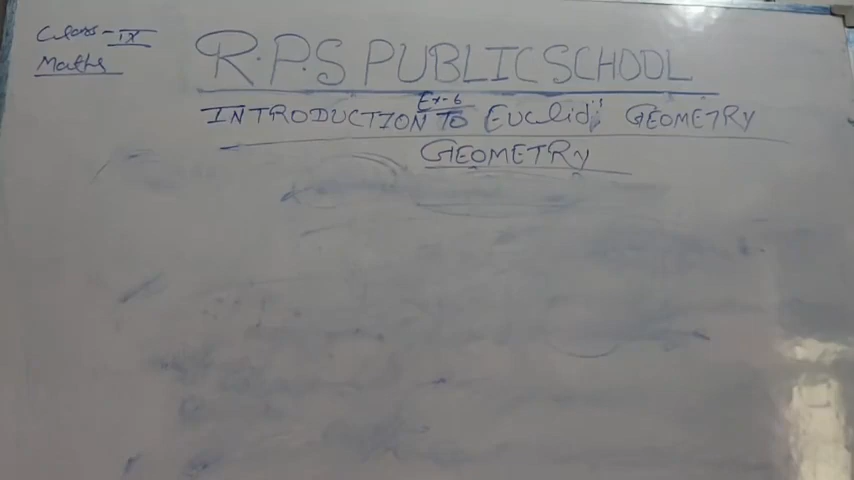 Class-IX
Maths
R.P.S PUBLIC SCHOOL
Ex-6
INTRODUCTION TO Euclid's GEOMETRY
GEOMETRY